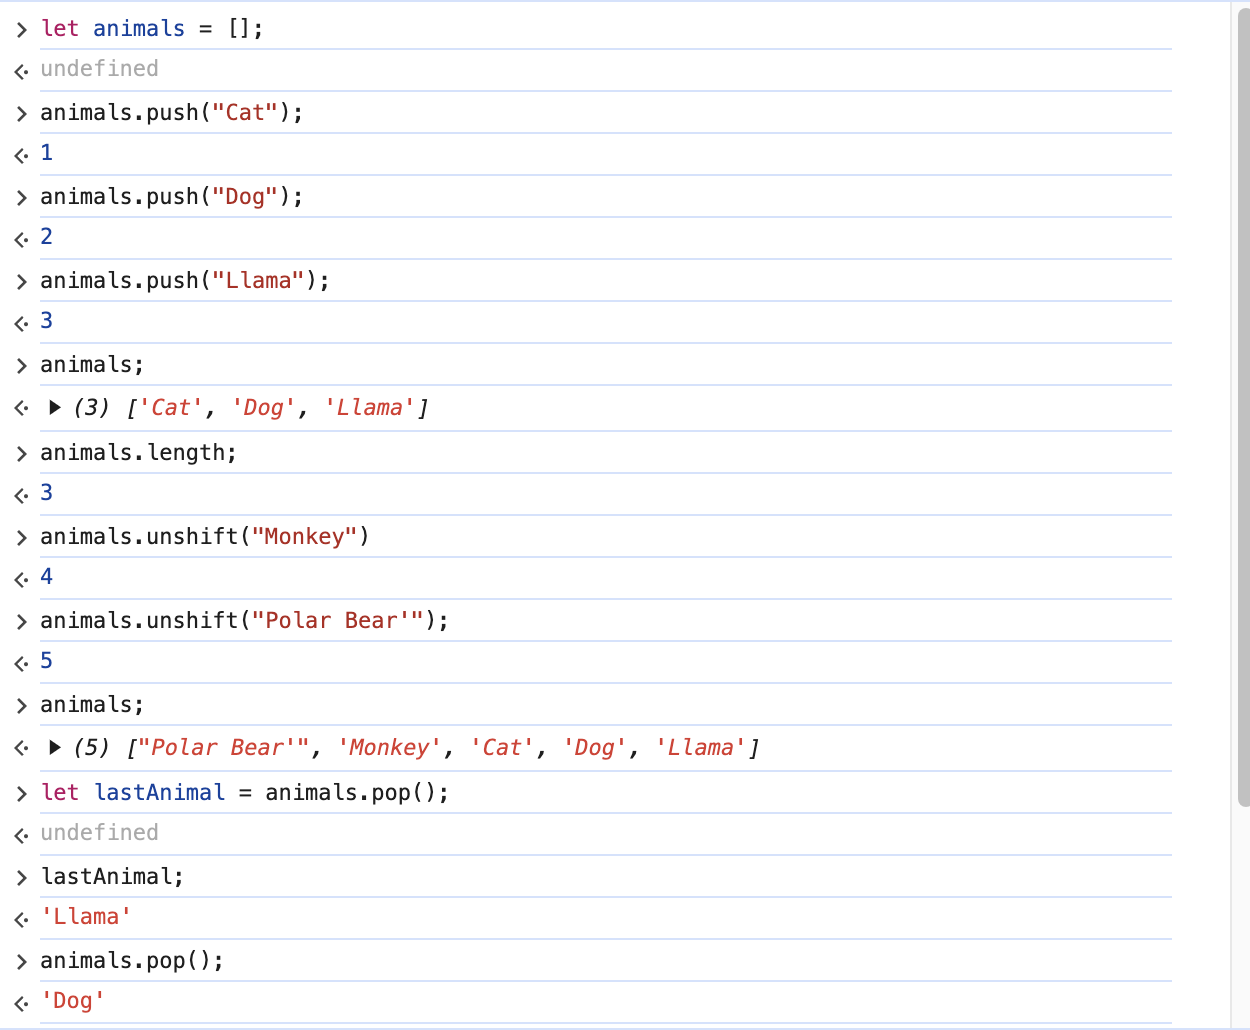 let animals = [];
undefined
animals.push("Cat");
1
animals.push("Dog");
2
animals.push("Llama");
3
animals;
(3) ['Cat', 'Dog', 'Llama']
animals.length;
3
animals.unshift("Monkey")
4
animals.unshift("Polar Bear'");
5
animals;
(5) ["Polar Bear'", 'Monkey', 'Cat', 'Dog', 'Llama']
let lastAnimal = animals.pop();
undefined
lastAnimal;
'Llama'
animals.pop();
'Dog'